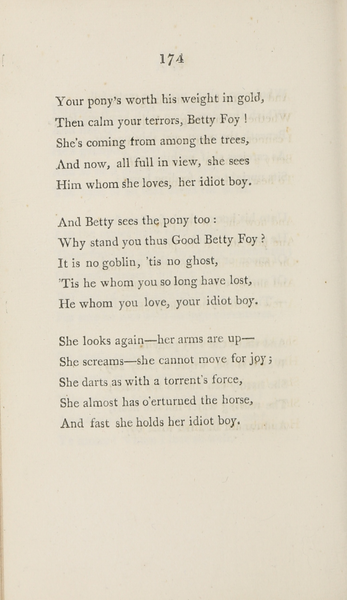 174
Your pony's worth his weight in gold,
Then calm your terrors, Betty Foy!
She's coming from among the trees,
And now, all full in view, she sees
Him whom she loves, her idiot boy.
And Betty sees the pony too:
Why stand you thus Good Betty Foy?
It is no goblin, 'tis no ghost,
'Tis he whom you so long have lost,
He whom you love, your idiot boy.
She looks again—her arms are up—
She screams—she cannot move for joy;
She darts as with a torrent's force,
She almost has o'erturned the horse,
And fast she holds her idiot boy.